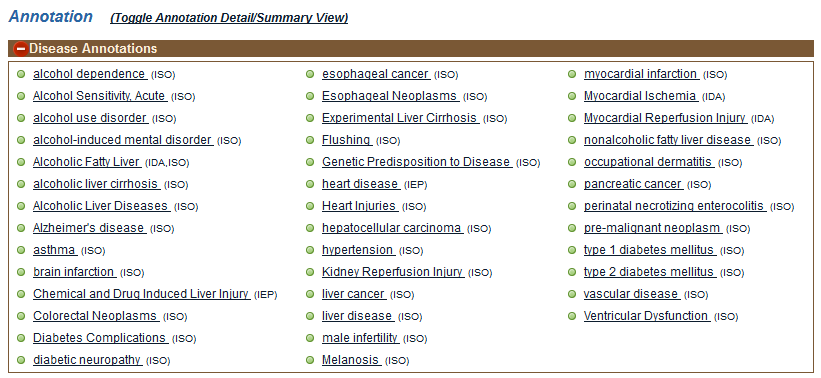 Annotation (Toggle Annotation Detail/Summary View)
Disease Annotations
alcohol dependence (ISO)
Alcohol Sensitivity, Acute (ISO)
alcohol use disorder (ISO)
alcohol-induced mental disorder (ISO)
Alcoholic Fatty Liver (IDA,ISO)
alcoholic liver cirrhosis (ISO)
Alcoholic Liver Diseases (ISO)
Alzheimer's disease (ISO)
asthma (ISO)
brain infarction (ISO)
Chemical and Drug Induced Liver Injury (IEP)
Colorectal Neoplasms (ISO)
Diabetes Complications (ISO)
diabetic neuropathy (ISO)
esophageal cancer (ISO)
Esophageal Neoplasms (ISO)
Experimental Liver Cirrhosis (ISO)
Flushing (ISO)
Genetic Predisposition to Disease (ISO)
heart disease (IEP)
Heart Injuries (ISO)
hepatocellular carcinoma (ISO)
hypertension (ISO)
Kidney Reperfusion Injury (ISO)
liver cancer (ISO)
liver disease (ISO)
male infertility (ISO)
Melanosis (ISO)
myocardial infarction (ISO)
Myocardial Ischemia (IDA)
Myocardial Reperfusion Injury (IDA)
nonalcoholic fatty liver disease (ISO)
occupational dermatitis (ISO)
pancreatic cancer (ISO)
perinatal necrotizing enterocolitis (ISO)
pre-malignant neoplasm (ISO)
type 1 diabetes mellitus (ISO)
type 2 diabetes mellitus (ISO)
vascular disease (ISO)
Ventricular Dysfunction (ISO)